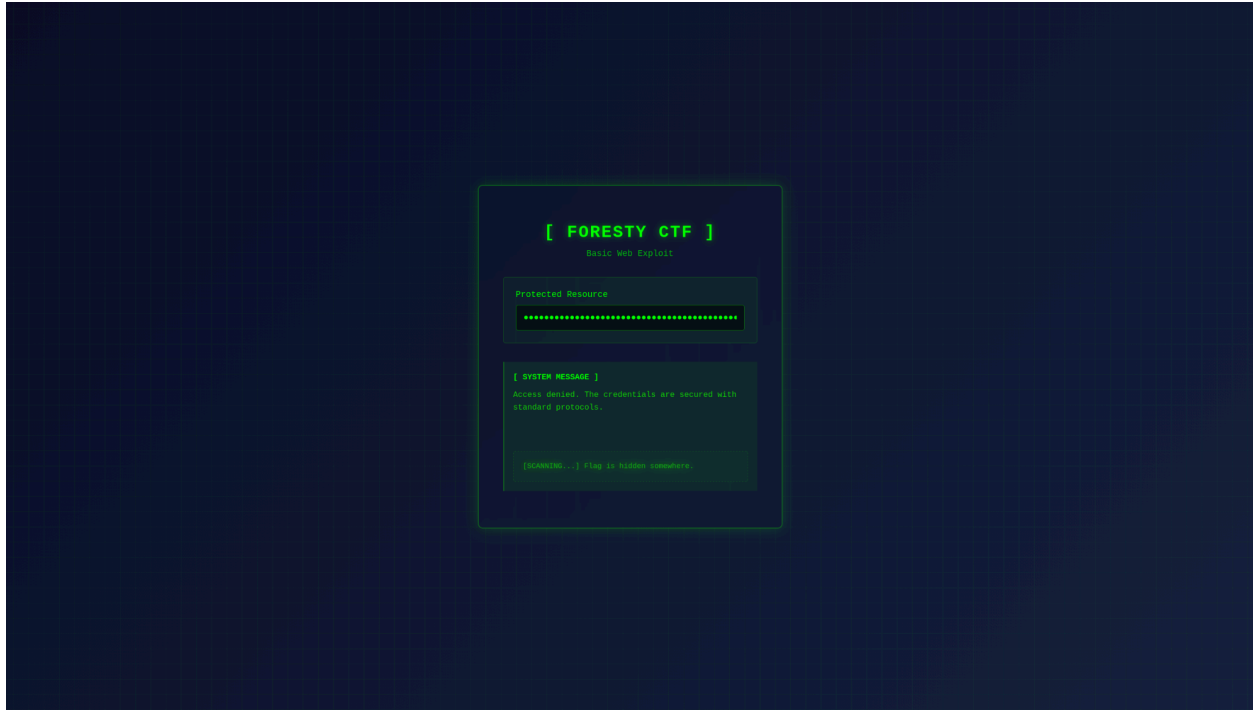 [ FORESTY CTF ]
Basic Web Exploit
Protected Resource
[ SYSTEM MESSAGE ]
Access denied. The credentials are secured with
standard protocols.
[SCANNING...] Flag is hidden somewhere.